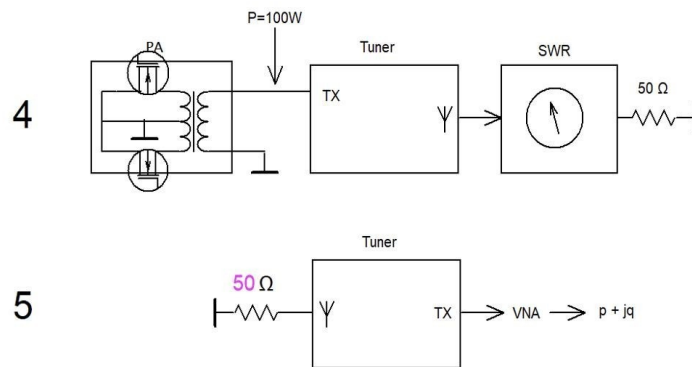 P=100W
PA
Tuner
SWR
4
TX
50 Ω
Tuner
5
50 Ω
TX
VNA
p + jq